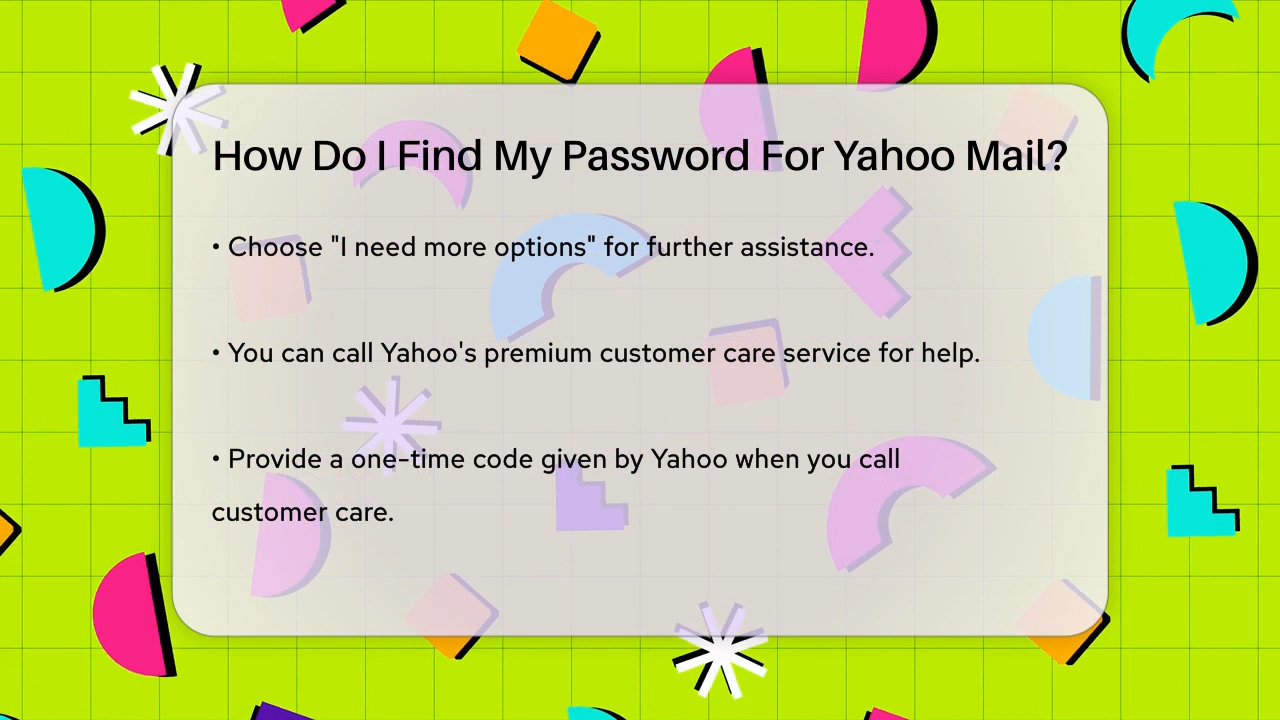 How Do I Find My Password For Yahoo Mail?
• Choose "I need more options" for further assistance.
• You can call Yahoo's premium customer care service for help.
• Provide a one-time code given by Yahoo when you call
customer care.